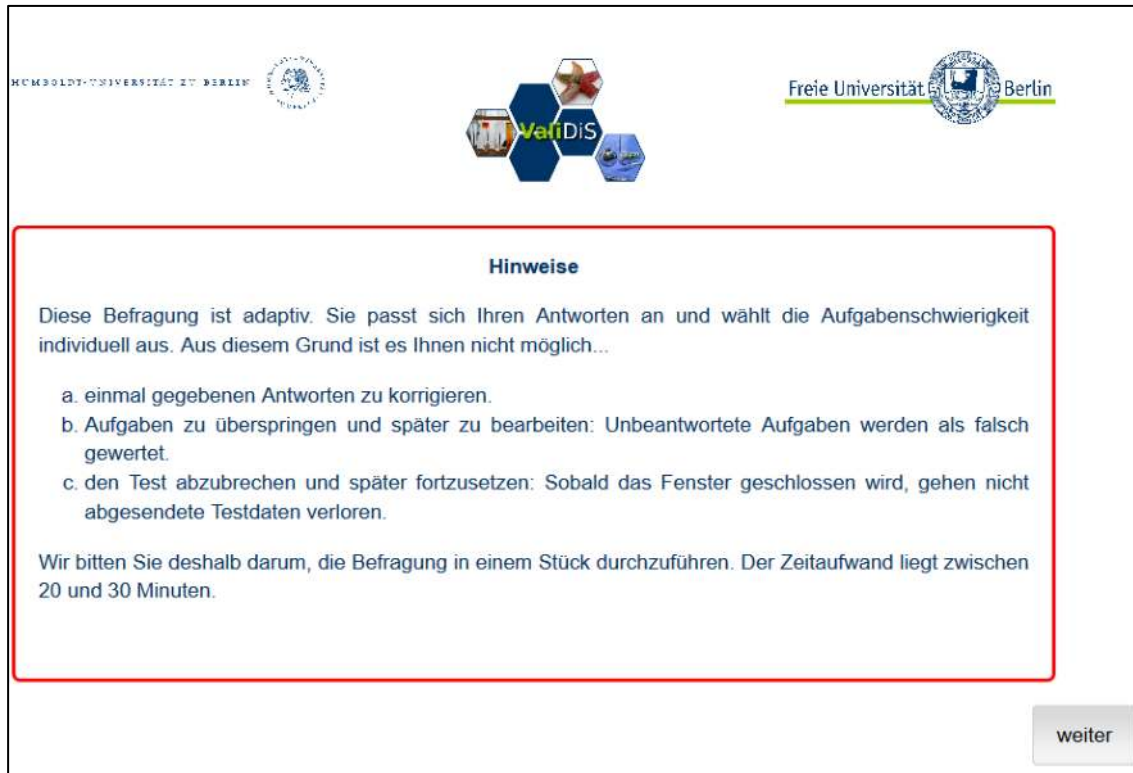 HUMBOLDT-UNIVERSITÄT ZU BERLIN
ValiDiS
Freie Universität Berlin
Hinweise
Diese Befragung ist adaptiv. Sie passt sich Ihren Antworten an und wählt die Aufgabenschwierigkeit
individuell aus. Aus diesem Grund ist es Ihnen nicht möglich...
a. einmal gegebenen Antworten zu korrigieren.
b. Aufgaben zu überspringen und später zu bearbeiten: Unbeantwortete Aufgaben werden als falsch
gewertet.
c. den Test abzubrechen und später fortzusetzen: Sobald das Fenster geschlossen wird, gehen nicht
abgesendete Testdaten verloren.
Wir bitten Sie deshalb darum, die Befragung in einem Stück durchzuführen. Der Zeitaufwand liegt zwischen
20 und 30 Minuten.
weiter